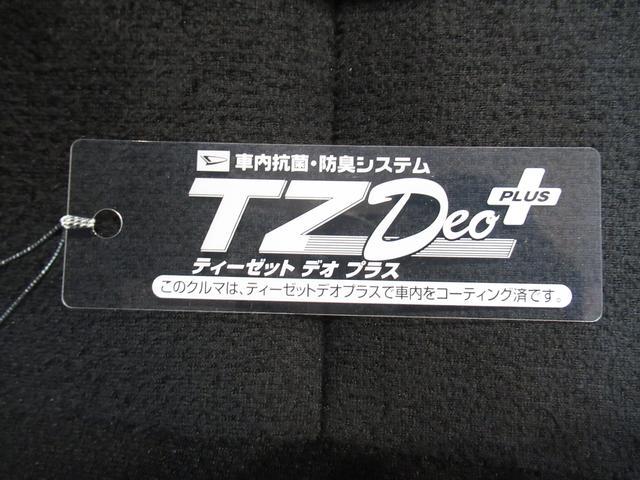 車内抗菌・防臭システム
TZ Deo PLUS
ティーゼット デオ プラス
このクルマは、ティーゼットデオプラスで車内をコーティング済です。